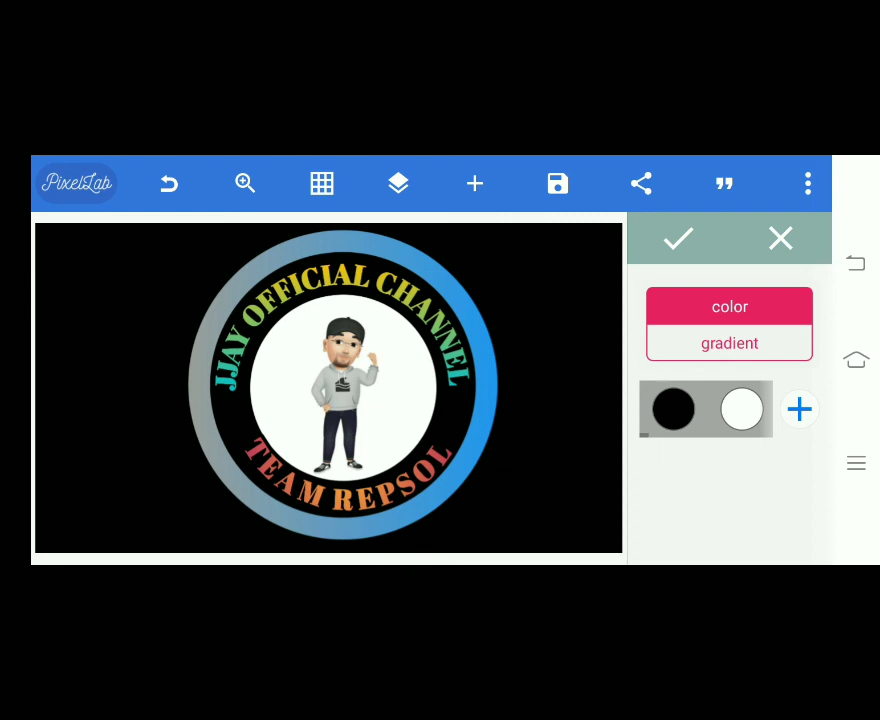 PixelLab
JJAY OFFICIAL CHANNEL
TEAM REPSOL
color
gradient